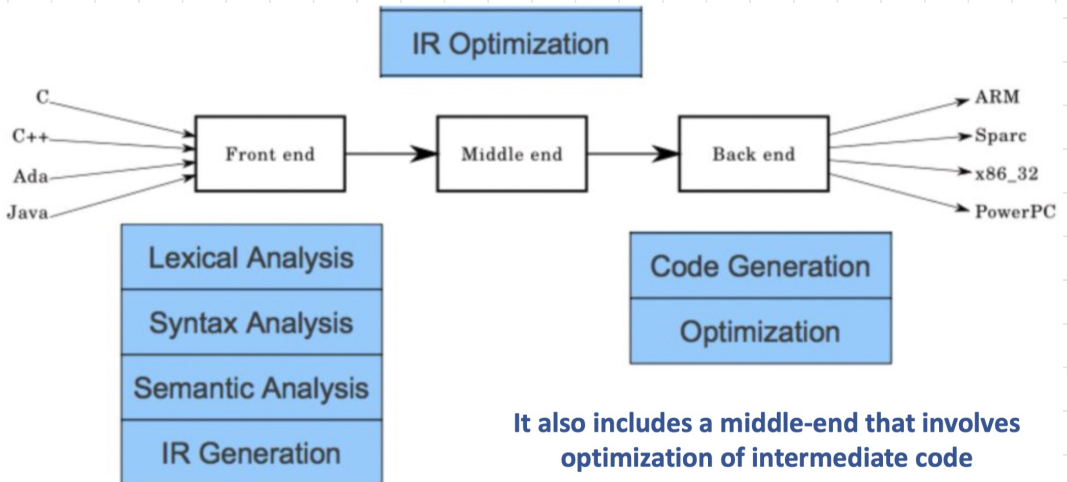 IR Optimization
C
C++
Ada
Java
Front end
Middle end
Back end
ARM
Sparc
x86_32
PowerPC
Lexical Analysis
Syntax Analysis
Semantic Analysis
IR Generation
Code Generation
Optimization
It also includes a middle-end that involves
optimization of intermediate code